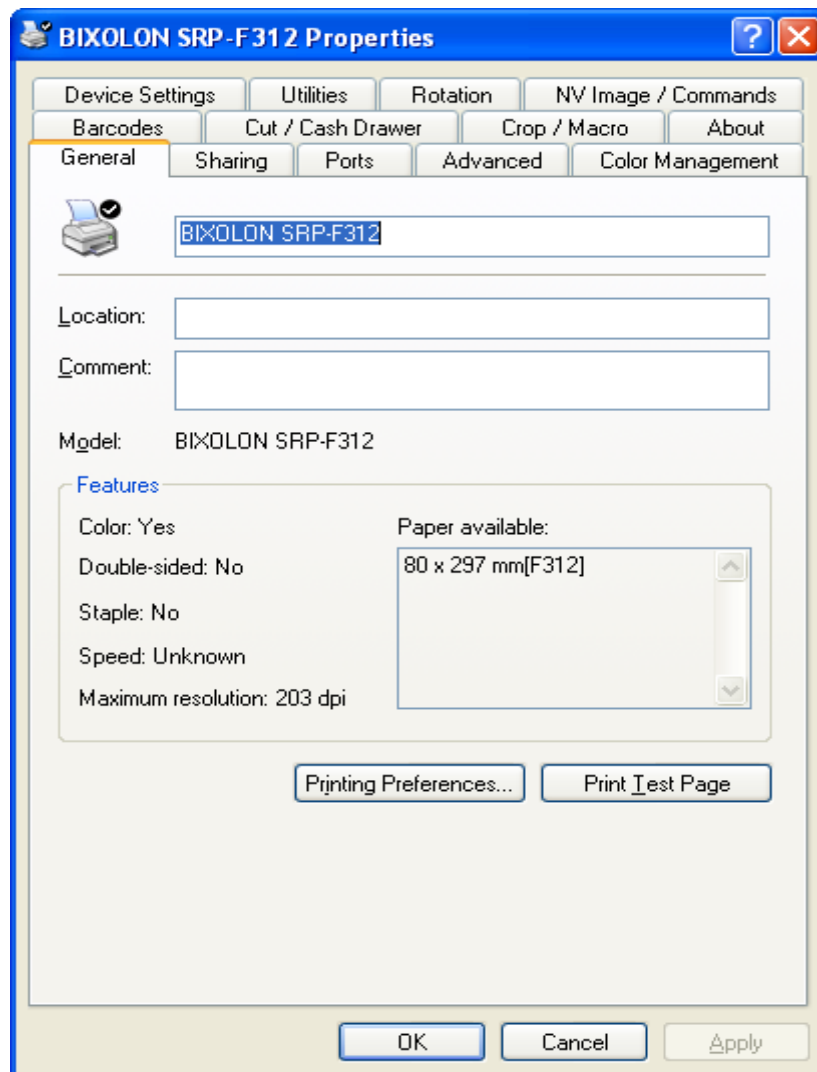 BIXOLON SRP-F312 Properties
Device Settings Utilities Rotation NV Image / Commands
Barcodes Cut / Cash Drawer Crop / Macro About
General Sharing Ports Advanced Color Management
BIXOLON SRP-F312
Location:
Comment:
Model: BIXOLON SRP-F312
Features
Color: Yes
Paper available:
Double-sided: No
80 x 297 mm[F312]
Staple: No
Speed: Unknown
Maximum resolution: 203 dpi
Printing Preferences... Print Test Page
OK Cancel Apply